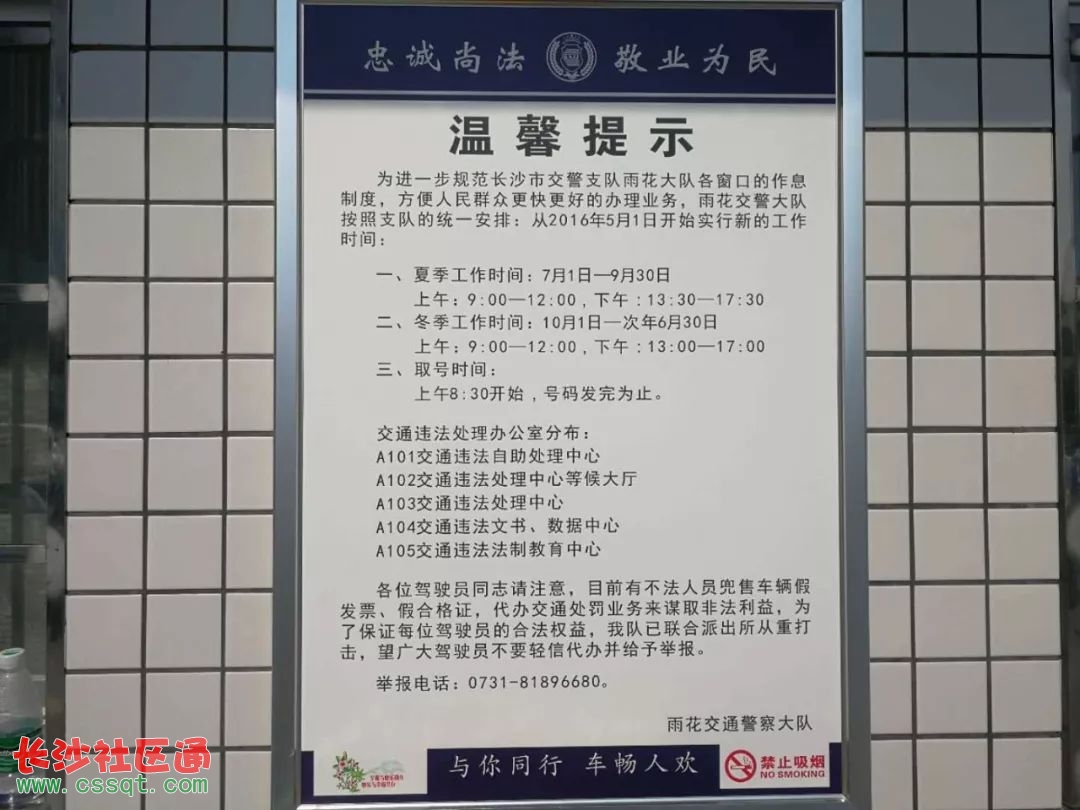 忠诚尚法 敬业为民
温馨提示
为进一步规范长沙市交警支队雨花大队各窗口的作息
制度，方便人民群众更快更好的办理业务，雨花交警大队
按照支队的统一安排：从2016年5月1日开始实行新的工作
时间：
一、夏季工作时间：7月1日—9月30日
上午：9:00—12:00，下午：13:30—17:30
二、冬季工作时间：10月1日—次年6月30日
上午：9:00—12:00，下午：13:00—17:00
三、取号时间：
上午8:30开始，号码发完为止。
交通违法处理办公室分布：
A101交通违法自助处理中心
A102交通违法处理中心等候大厅
A103交通违法处理中心
A104交通违法文书、数据中心
A105交通违法法制教育中心
各位驾驶员同志请注意，目前有不法人员兜售车辆假
发票、假合格证，代办交通处罚业务来谋取非法利益，为
了保证每位驾驶员的合法权益，我队已联合派出所从重打
击，望广大驾驶员不要轻信代办并给予举报。
举报电话：0731-81896680。
雨花交通警察大队
与你同行 车畅人欢
禁止吸烟
NO SMOKING
长沙社区通
www.cssqt.com